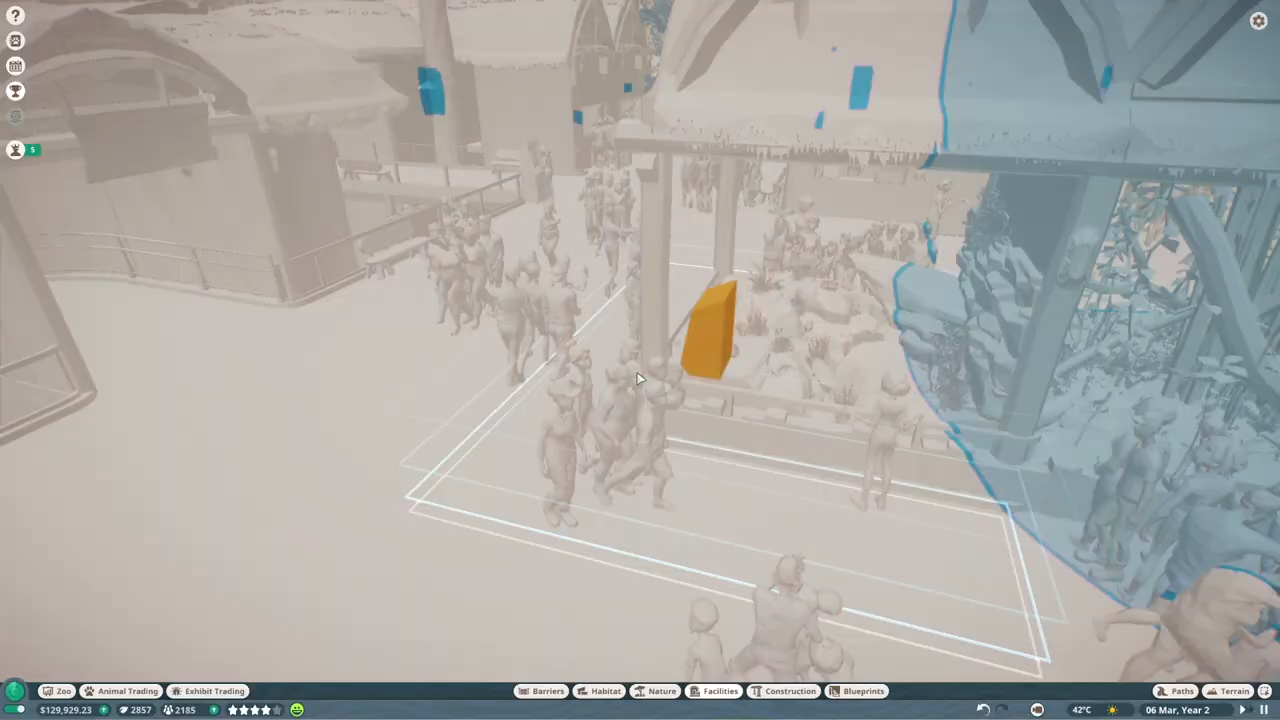 ?
5
Zoo Animal Trading Exhibit Trading Barriers Habitat Nature Facilities Construction Blueprints Paths Terrain
$129,929.23 2857 2185 42°C 06 Mar, Year 2